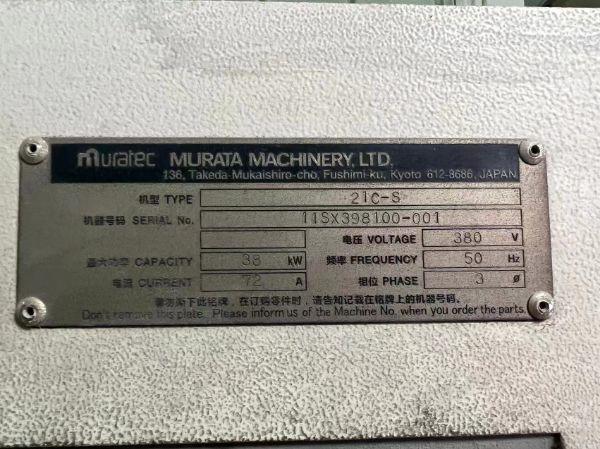 muratec MURATA MACHINERY, LTD.
136, Takeda-Mukaishiro-cho, Fushimi-ku, Kyoto 612-8686, JAPAN
机型 TYPE 21C-S
机器号码 SERIAL No. 11SX398100-001
电压 VOLTAGE 380 V
最大功率 CAPACITY 38 kW 频率 FREQUENCY 50 Hz
电流 CURRENT 72 A 相位 PHASE 3 ø
请勿卸下此铭牌，在订购零件时，请告知记载在铭牌上的机器号码。
Don't remove this plate. Please inform us of the Machine No. when you order the parts.